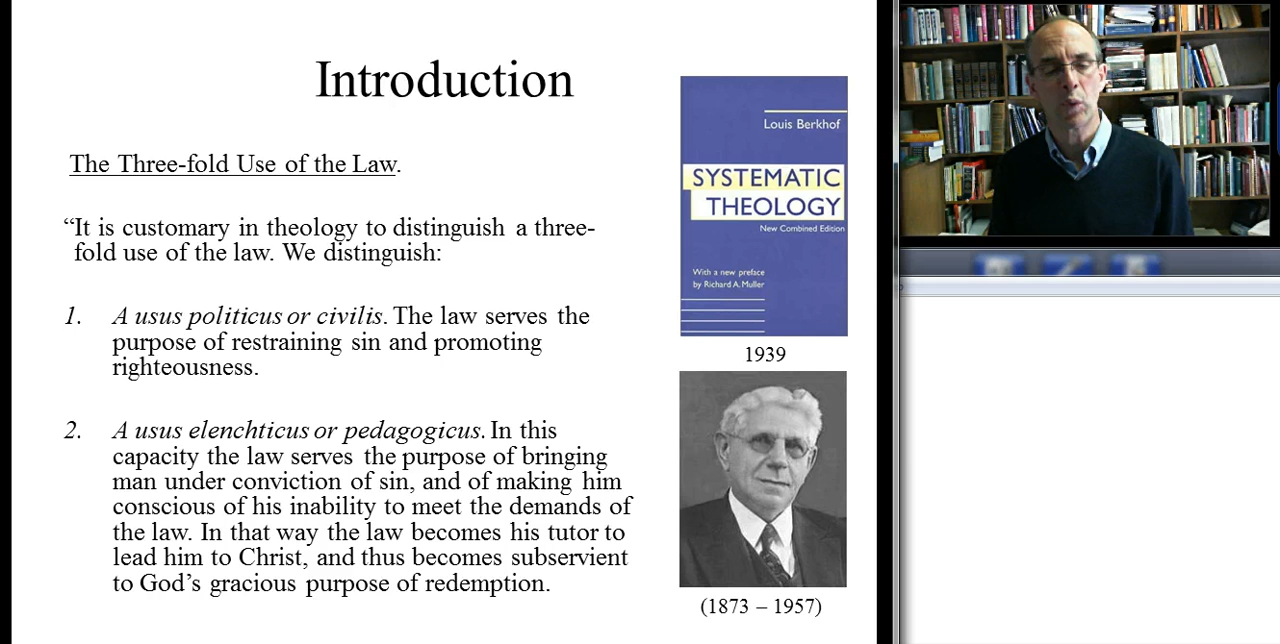 Introduction
The Three-fold Use of the Law.
“It is customary in theology to distinguish a three-
fold use of the law. We distinguish:
1. A usus politicus or civilis. The law serves the
purpose of restraining sin and promoting
righteousness.
2. A usus elenchticus or pedagogicus. In this
capacity the law serves the purpose of bringing
man under conviction of sin, and of making him
conscious of his inability to meet the demands of
the law. In that way the law becomes his tutor to
lead him to Christ, and thus becomes subservient
to God’s gracious purpose of redemption.
Louis Berkhof
SYSTEMATIC
THEOLOGY
New Combined Edition
With a new preface
by Richard A. Muller
1939
(1873 – 1957)